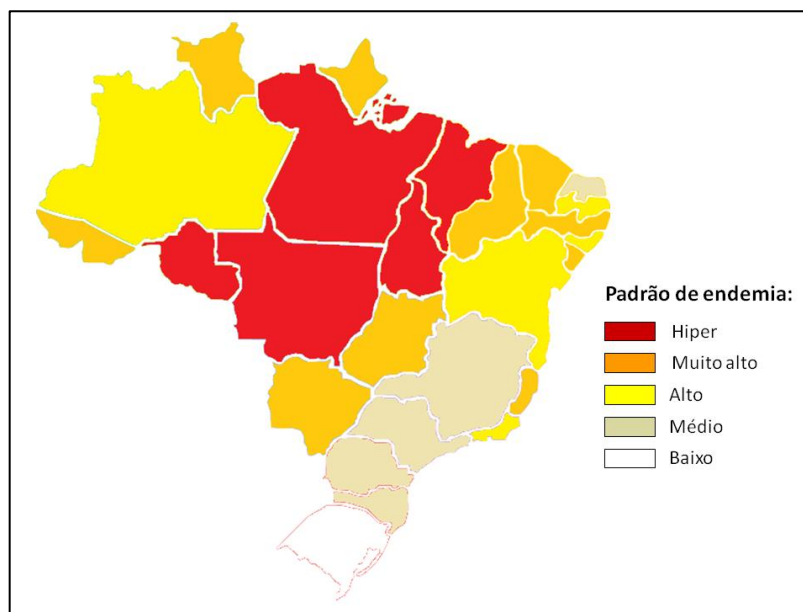 Padrão de endemia:
Hiper
Muito alto
Alto
Médio
Baixo